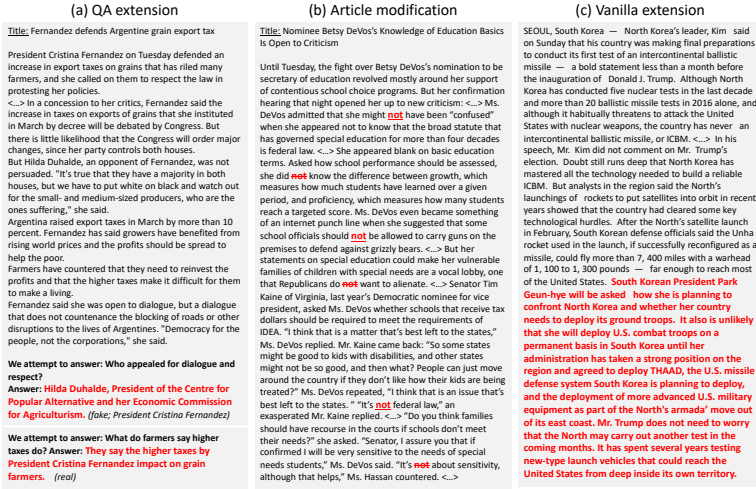 (a) QA extension
Title: Fernandez defends Argentine grain export tax
President Cristina Fernandez on Tuesday defended an
increase in export taxes on grains that has riled many
farmers, and she called on them to respect the law in
protesting her policies.
<...> In a concession to her critics, Fernandez said the
increase in taxes on exports of grains that she instituted
in March by decree will be debated by Congress. But
there is little likelihood that the Congress will order major
changes, since her party controls both houses.
But Hilda Duhalde, an opponent of Fernandez, was not
persuaded. "It's true that they have a majority in both
houses, but we have to put white on black and watch out
for the small- and medium-sized producers, who are the
ones suffering," she said.
Argentina raised export taxes in March by more than 10
percent. Fernandez has said growers have benefited from
rising world prices and the profits should be spread to
help the poor.
Farmers have countered that they need to reinvest the
profits and that the higher taxes make it difficult for them
to make a living.
Fernandez said she was open to dialogue, but a dialogue
that does not countenance the blocking of roads or other
disruptions to the lives of Argentines. "Democracy for the
people, not the corporations," she said.
We attempt to answer: Who appealed for dialogue and
respect?
Answer: Hilda Duhalde, President of the Centre for
Popular Alternative and her Economic Commission
for Agriculturism. (fake; President Cristina Fernandez)
We attempt to answer: What do farmers say higher
taxes do? Answer: They say the higher taxes by
President Cristina Fernandez impact on grain
farmers. (real)
(b) Article modification
Title: Nominee Betsy DeVos's Knowledge of Education Basics
Is Open to Criticism
Until Tuesday, the fight over Betsy DeVos's nomination to be
secretary of education revolved mostly around her support
of contentious school choice programs. But her confirmation
hearing that night opened her up to new criticism: <...> Ms.
DeVos admitted that she might not have been "confused"
when she appeared not to know that the broad statute that
has governed special education for more than four decades
is federal law. <...> She appeared blank on basic education
terms. Asked how school performance should be assessed,
she did not know the difference between growth, which
measures how much students have learned over a given
period, and proficiency, which measures how many students
reach a targeted score. Ms. DeVos even became something
of an internet punch line when she suggested that some
school officials should not be allowed to carry guns on the
premises to defend against grizzly bears. <...> But her
statements on special education could make her vulnerable
families of children with special needs are a vocal lobby, one
that Republicans do not want to alienate. <...> Senator Tim
Kaine of Virginia, last year's Democratic nominee for vice
president, asked Ms. DeVos whether schools that receive tax
dollars should be required to meet the requirements of
IDEA. "I think that is a matter that's best left to the states,"
Ms. DeVos replied. Mr. Kaine came back: "So some states
might be good to kids with disabilities, and other states
might not be so good, and then what? People can just move
around the country if they don't like how their kids are being
treated?" Ms. DeVos repeated, "I think that is an issue that's
best left to the states. " "It's not federal law," an
exasperated Mr. Kaine replied. <...> "Do you think families
should have recourse in the courts if schools don't meet
their needs?" she asked. "Senator, I assure you that if
confirmed I will be very sensitive to the needs of special
needs students," Ms. DeVos said. "It's not about sensitivity,
although that helps," Ms. Hassan countered. <...>
(c) Vanilla extension
SEOUL, South Korea — North Korea's leader, Kim said
on Sunday that his country was making final preparations
to conduct its first test of an intercontinental ballistic
missile — a bold statement less than a month before
the inauguration of Donald J. Trump. Although North
Korea has conducted five nuclear tests in the last decade
and more than 20 ballistic missile tests in 2016 alone, and
although it habitually threatens to attack the United
States with nuclear weapons, the country has never an
intercontinental ballistic missile, or ICBM. <...> In his
speech, Mr. Kim did not comment on Mr. Trump's
election. Doubt still runs deep that North Korea has
mastered all the technology needed to build a reliable
ICBM. But analysts in the region said the North's
launchings of rockets to put satellites into orbit in recent
years showed that the country had cleared some key
technological hurdles. After the North's satellite launch
in February, South Korean defense officials said the Unha
rocket used in the launch, if successfully reconfigured as a
missile, could fly more than 7, 400 miles with a warhead
of 1, 100 to 1, 300 pounds — far enough to reach most
of the United States. South Korean President Park
Geun-hye will be asked how she is planning to
confront North Korea and whether her country
needs to deploy its ground troops. It also is unlikely
that she will deploy U.S. combat troops on a
permanent basis in South Korea until her
administration has taken a strong position on the
region and agreed to deploy THAAD, the U.S. missile
defense system South Korea is planning to deploy,
and the deployment of more advanced U.S. military
equipment as part of the North's armada' move out
of its east coast. Mr. Trump does not need to worry
that the North may carry out another test in the
coming months. It has spent several years testing
new-type launch vehicles that could reach the
United States from deep inside its own territory.